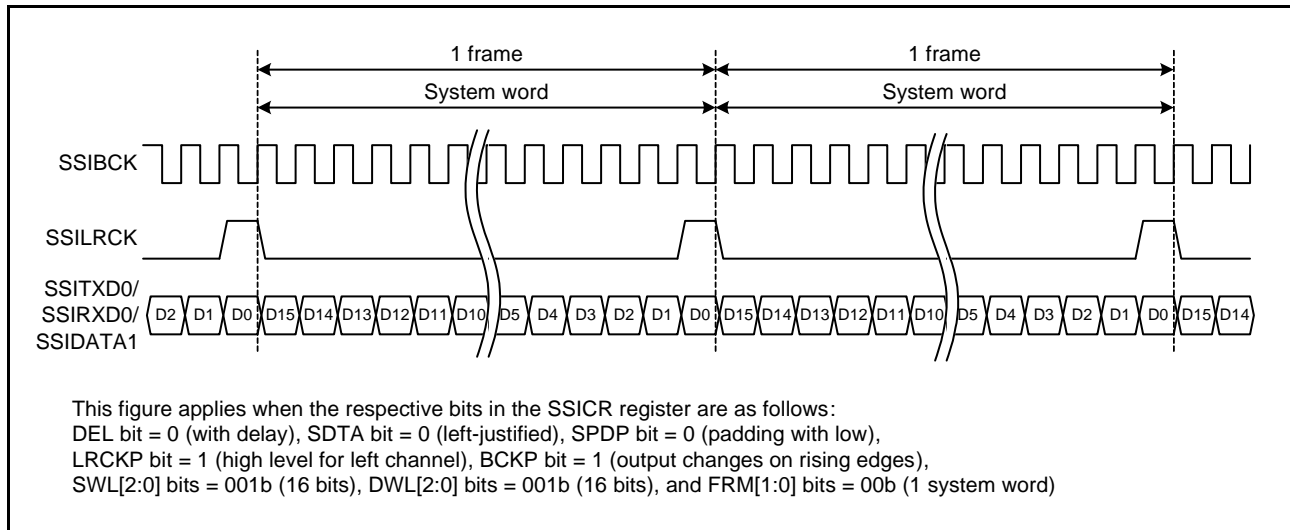 1 frame 1 frame
System word System word
SSIBCK
SSILRCK
SSITXD0/
SSIRXD0/
SSIDATA1
D2 D1 D0 D15 D14 D13 D12 D11 D10 D5 D4 D3 D2 D1 D0 D15 D14 D13 D12 D11 D10 D5 D4 D3 D2 D1 D0 D15 D14
This figure applies when the respective bits in the SSICR register are as follows:
DEL bit = 0 (with delay), SDTA bit = 0 (left-justified), SPDP bit = 0 (padding with low),
LRCKP bit = 1 (high level for left channel), BCKP bit = 1 (output changes on rising edges),
SWL[2:0] bits = 001b (16 bits), DWL[2:0] bits = 001b (16 bits), and FRM[1:0] bits = 00b (1 system word)